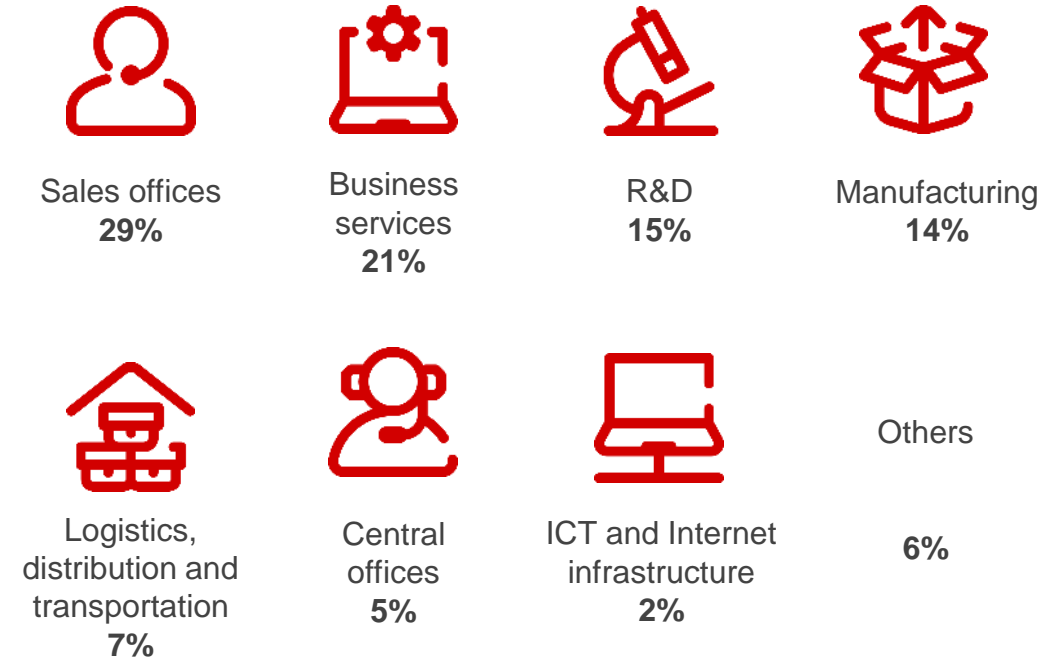 Sales offices
29%
Business
services
21%
R&D
15%
Manufacturing
14%
Logistics,
distribution and
transportation
7%
Central
offices
5%
ICT and Internet
infrastructure
2%
Others
6%